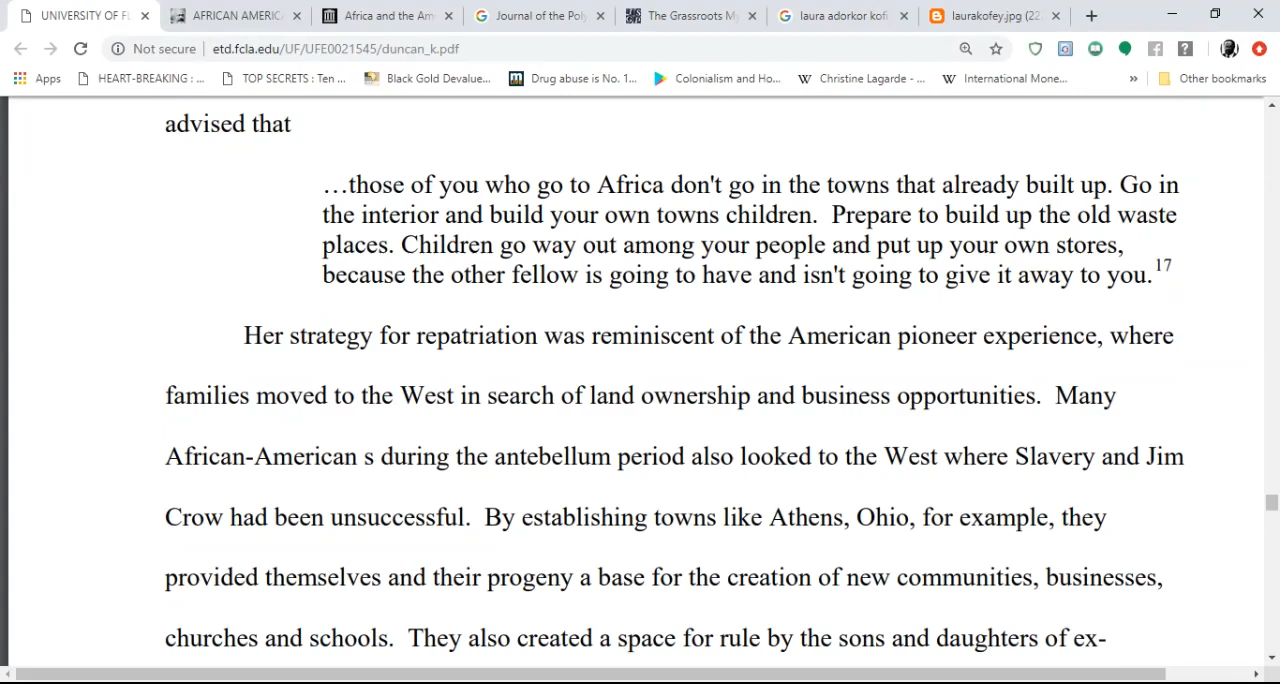 UNIVERSITY OF FL
AFRICAN AMERIC
Africa and the Am
Journal of the Pol
The Grassroots M
laura adorkor kofi
laurakofey.jpg (22
Not secure | etd.fcla.edu/UF/UFE0021545/duncan_k.pdf
Apps
HEART-BREAKING : ...
TOP SECRETS : Ten ...
Black Gold Devalue...
Drug abuse is No. 1...
Colonialism and Ho...
Christine Lagarde - ...
International Mone...
»
Other bookmarks
advised that
…those of you who go to Africa don't go in the towns that already built up. Go in
the interior and build your own towns children.  Prepare to build up the old waste
places. Children go way out among your people and put up your own stores,
because the other fellow is going to have and isn't going to give it away to you.17
Her strategy for repatriation was reminiscent of the American pioneer experience, where
families moved to the West in search of land ownership and business opportunities.  Many
African-American s during the antebellum period also looked to the West where Slavery and Jim
Crow had been unsuccessful.  By establishing towns like Athens, Ohio, for example, they
provided themselves and their progeny a base for the creation of new communities, businesses,
churches and schools.  They also created a space for rule by the sons and daughters of ex-